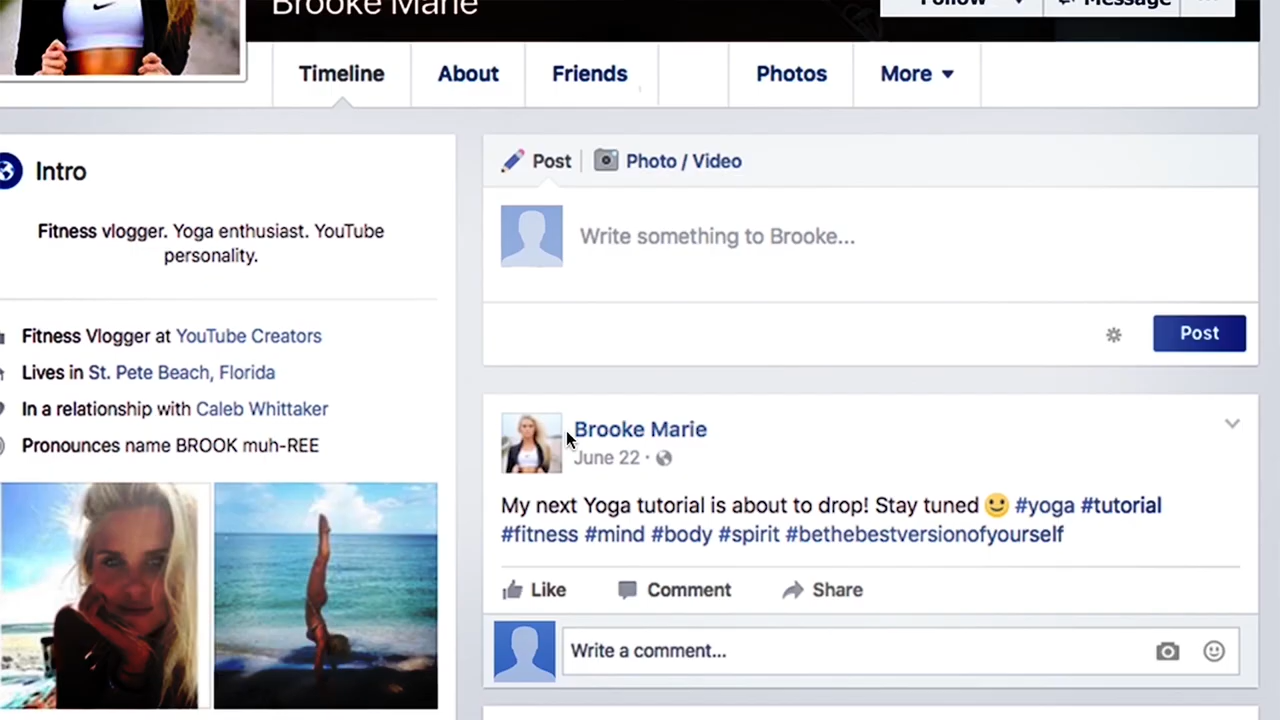 Brooke Marie
Follow
Message
Timeline
About
Friends
Photos
More
Intro
Post
Photo / Video
Fitness vlogger. Yoga enthusiast. YouTube
personality.
Write something to Brooke...
Fitness Vlogger at YouTube Creators
Lives in St. Pete Beach, Florida
In a relationship with Caleb Whittaker
Pronounces name BROOK muh-REE
Post
Brooke Marie
June 22 ·
My next Yoga tutorial is about to drop! Stay tuned 🙂 #yoga #tutorial
#fitness #mind #body #spirit #bethebestversionofyourself
Like
Comment
Share
Write a comment...